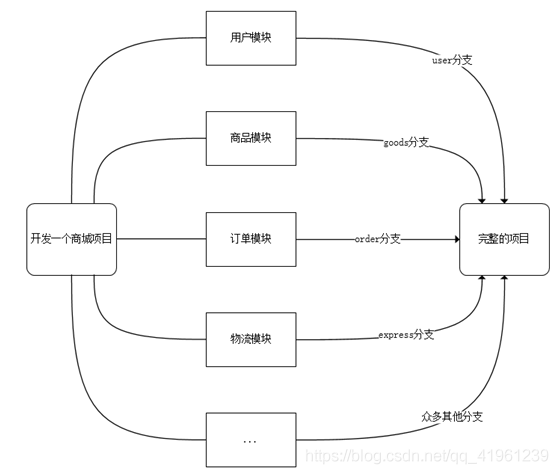 用户模块
user分支
商品模块
goods分支
开发一个商城项目
订单模块
order分支
完整的项目
物流模块
express分支
众多其他分支
...
https://blog.csdn.net/qq_41961239